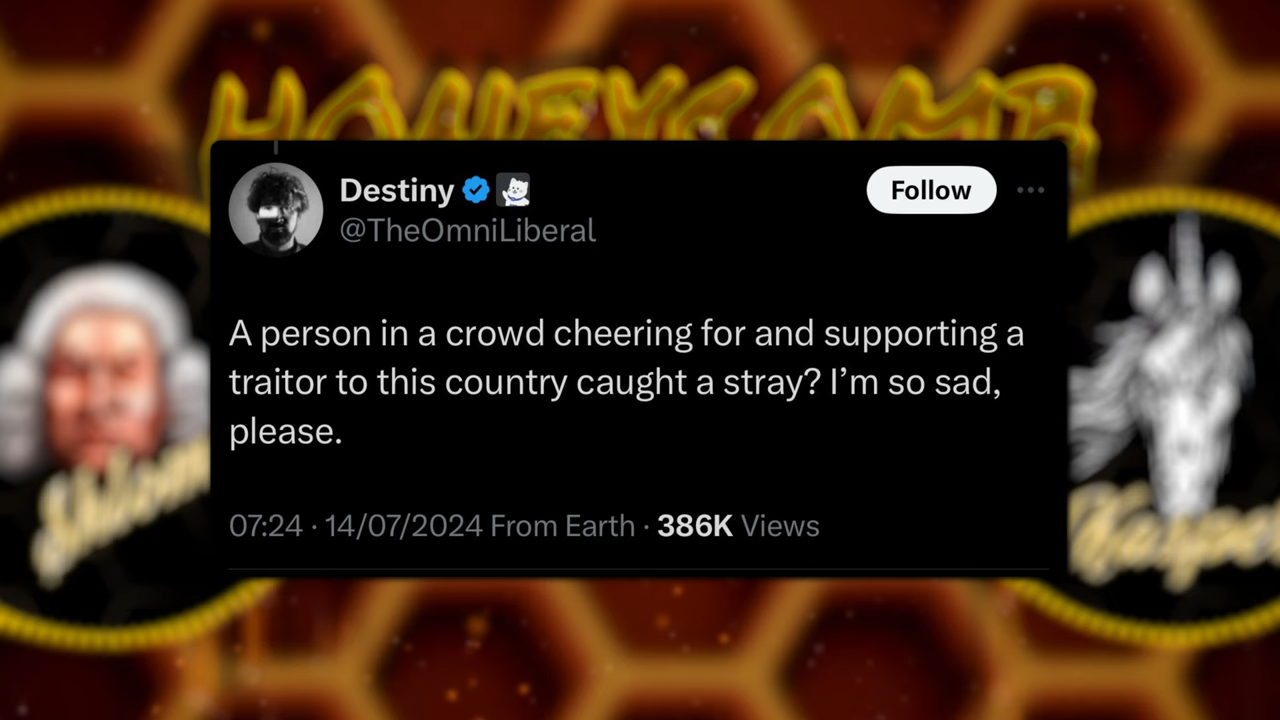 HONEYCOMB
Destiny
@TheOmniLiberal
Follow
A person in a crowd cheering for and supporting a
traitor to this country caught a stray? I’m so sad,
please.
07:24 · 14/07/2024 From Earth · 386K Views